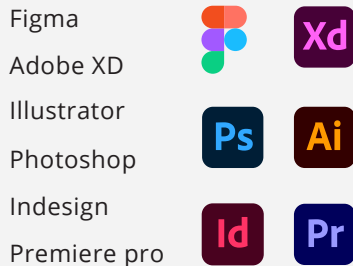 Figma
Adobe XD
Illustrator
Photoshop
Indesign
Premiere pro
Xd
Ps Ai
Id Pr